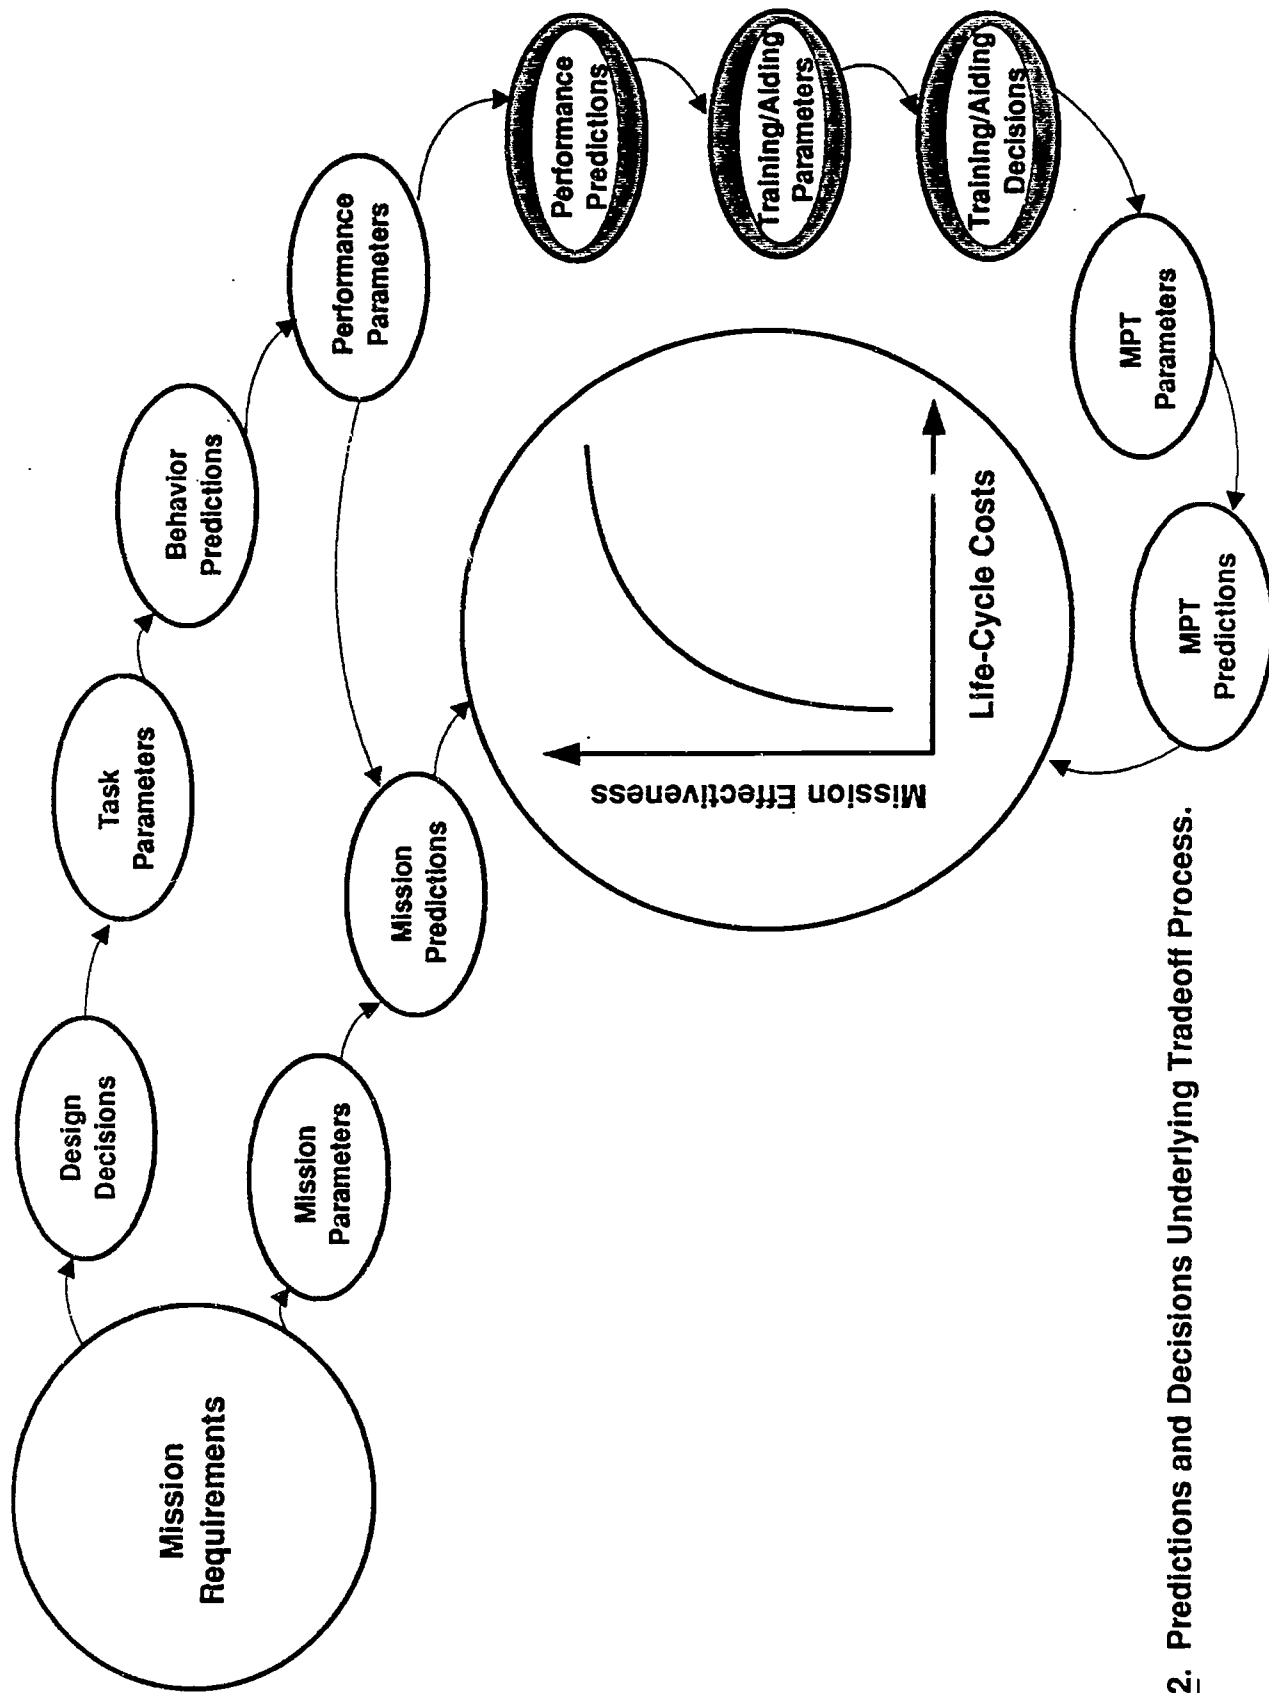 Mission
Requirements
Design
Decisions
Task
Parameters
Behavior
Predictions
Performance
Parameters
Mission
Parameters
Mission
Predictions
Performance
Predictions
Training/Aiding
Parameters
Training/Aiding
Decisions
MPT
Parameters
MPT
Predictions
Mission Effectiveness
Life-Cycle Costs
2. Predictions and Decisions Underlying Tradeoff Process.